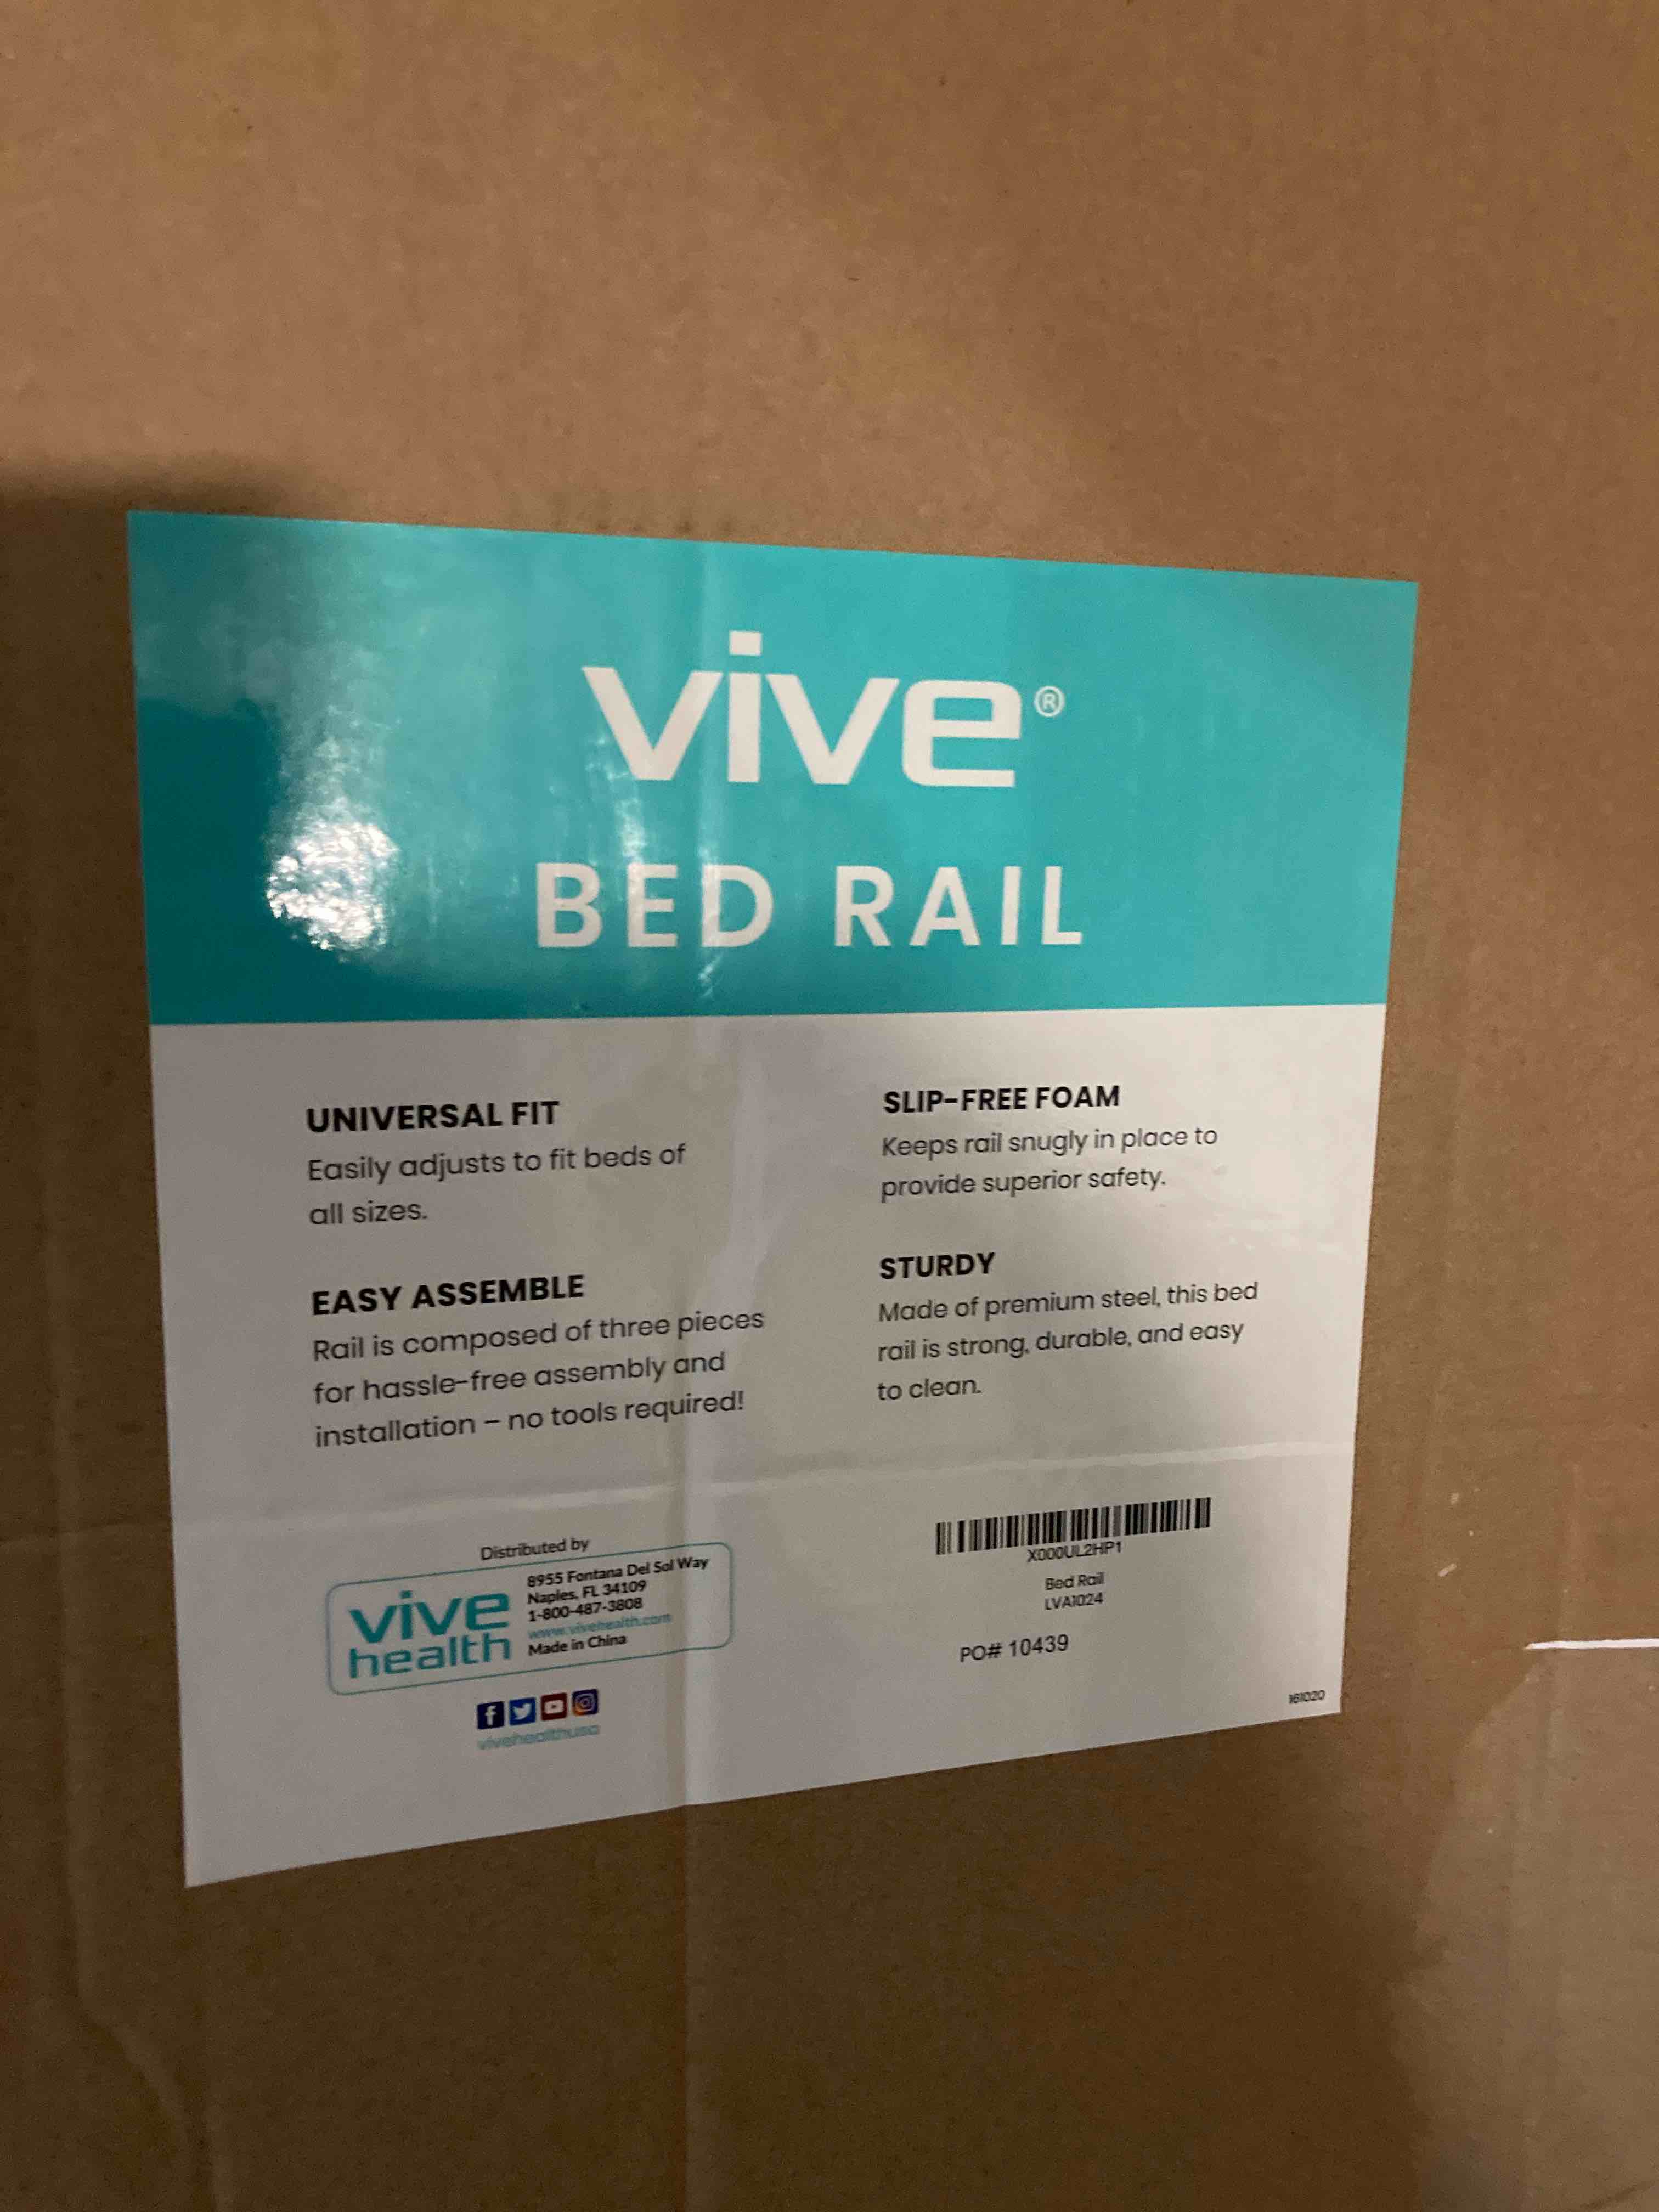 vive®
BED RAIL
UNIVERSAL FIT
Easily adjusts to fit beds of
all sizes.
EASY ASSEMBLE
Rail is composed of three pieces
for hassle-free assembly and
installation – no tools required!
SLIP-FREE FOAM
Keeps rail snugly in place to
provide superior safety.
STURDY
Made of premium steel, this bed
rail is strong, durable, and easy
to clean.
Distributed by
vive
health
8955 Fontana Del Sol Way
Naples, FL 34109
1-800-487-3808
www.vivehealth.com
Made in China
vivehealthusa
X000UL2HP1
Bed Rail
LVA1024
PO# 10439
161020